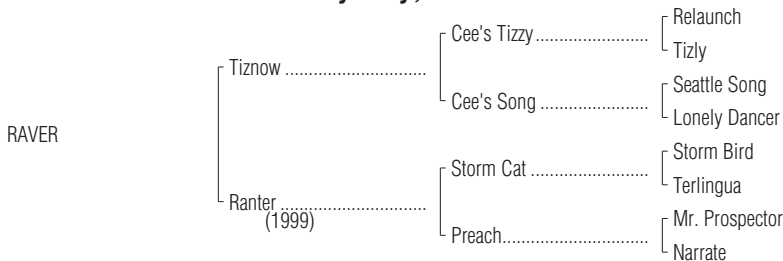 Relaunch
Cee's Tizzy..............................
Tizly
Tiznow .....................................
Seattle Song
Cee's Song .............................
Lonely Dancer
RAVER
Storm Bird
Storm Cat ...............................
Terlingua
Ranter ......................................
(1999)
Mr. Prospector
Preach......................................
Narrate